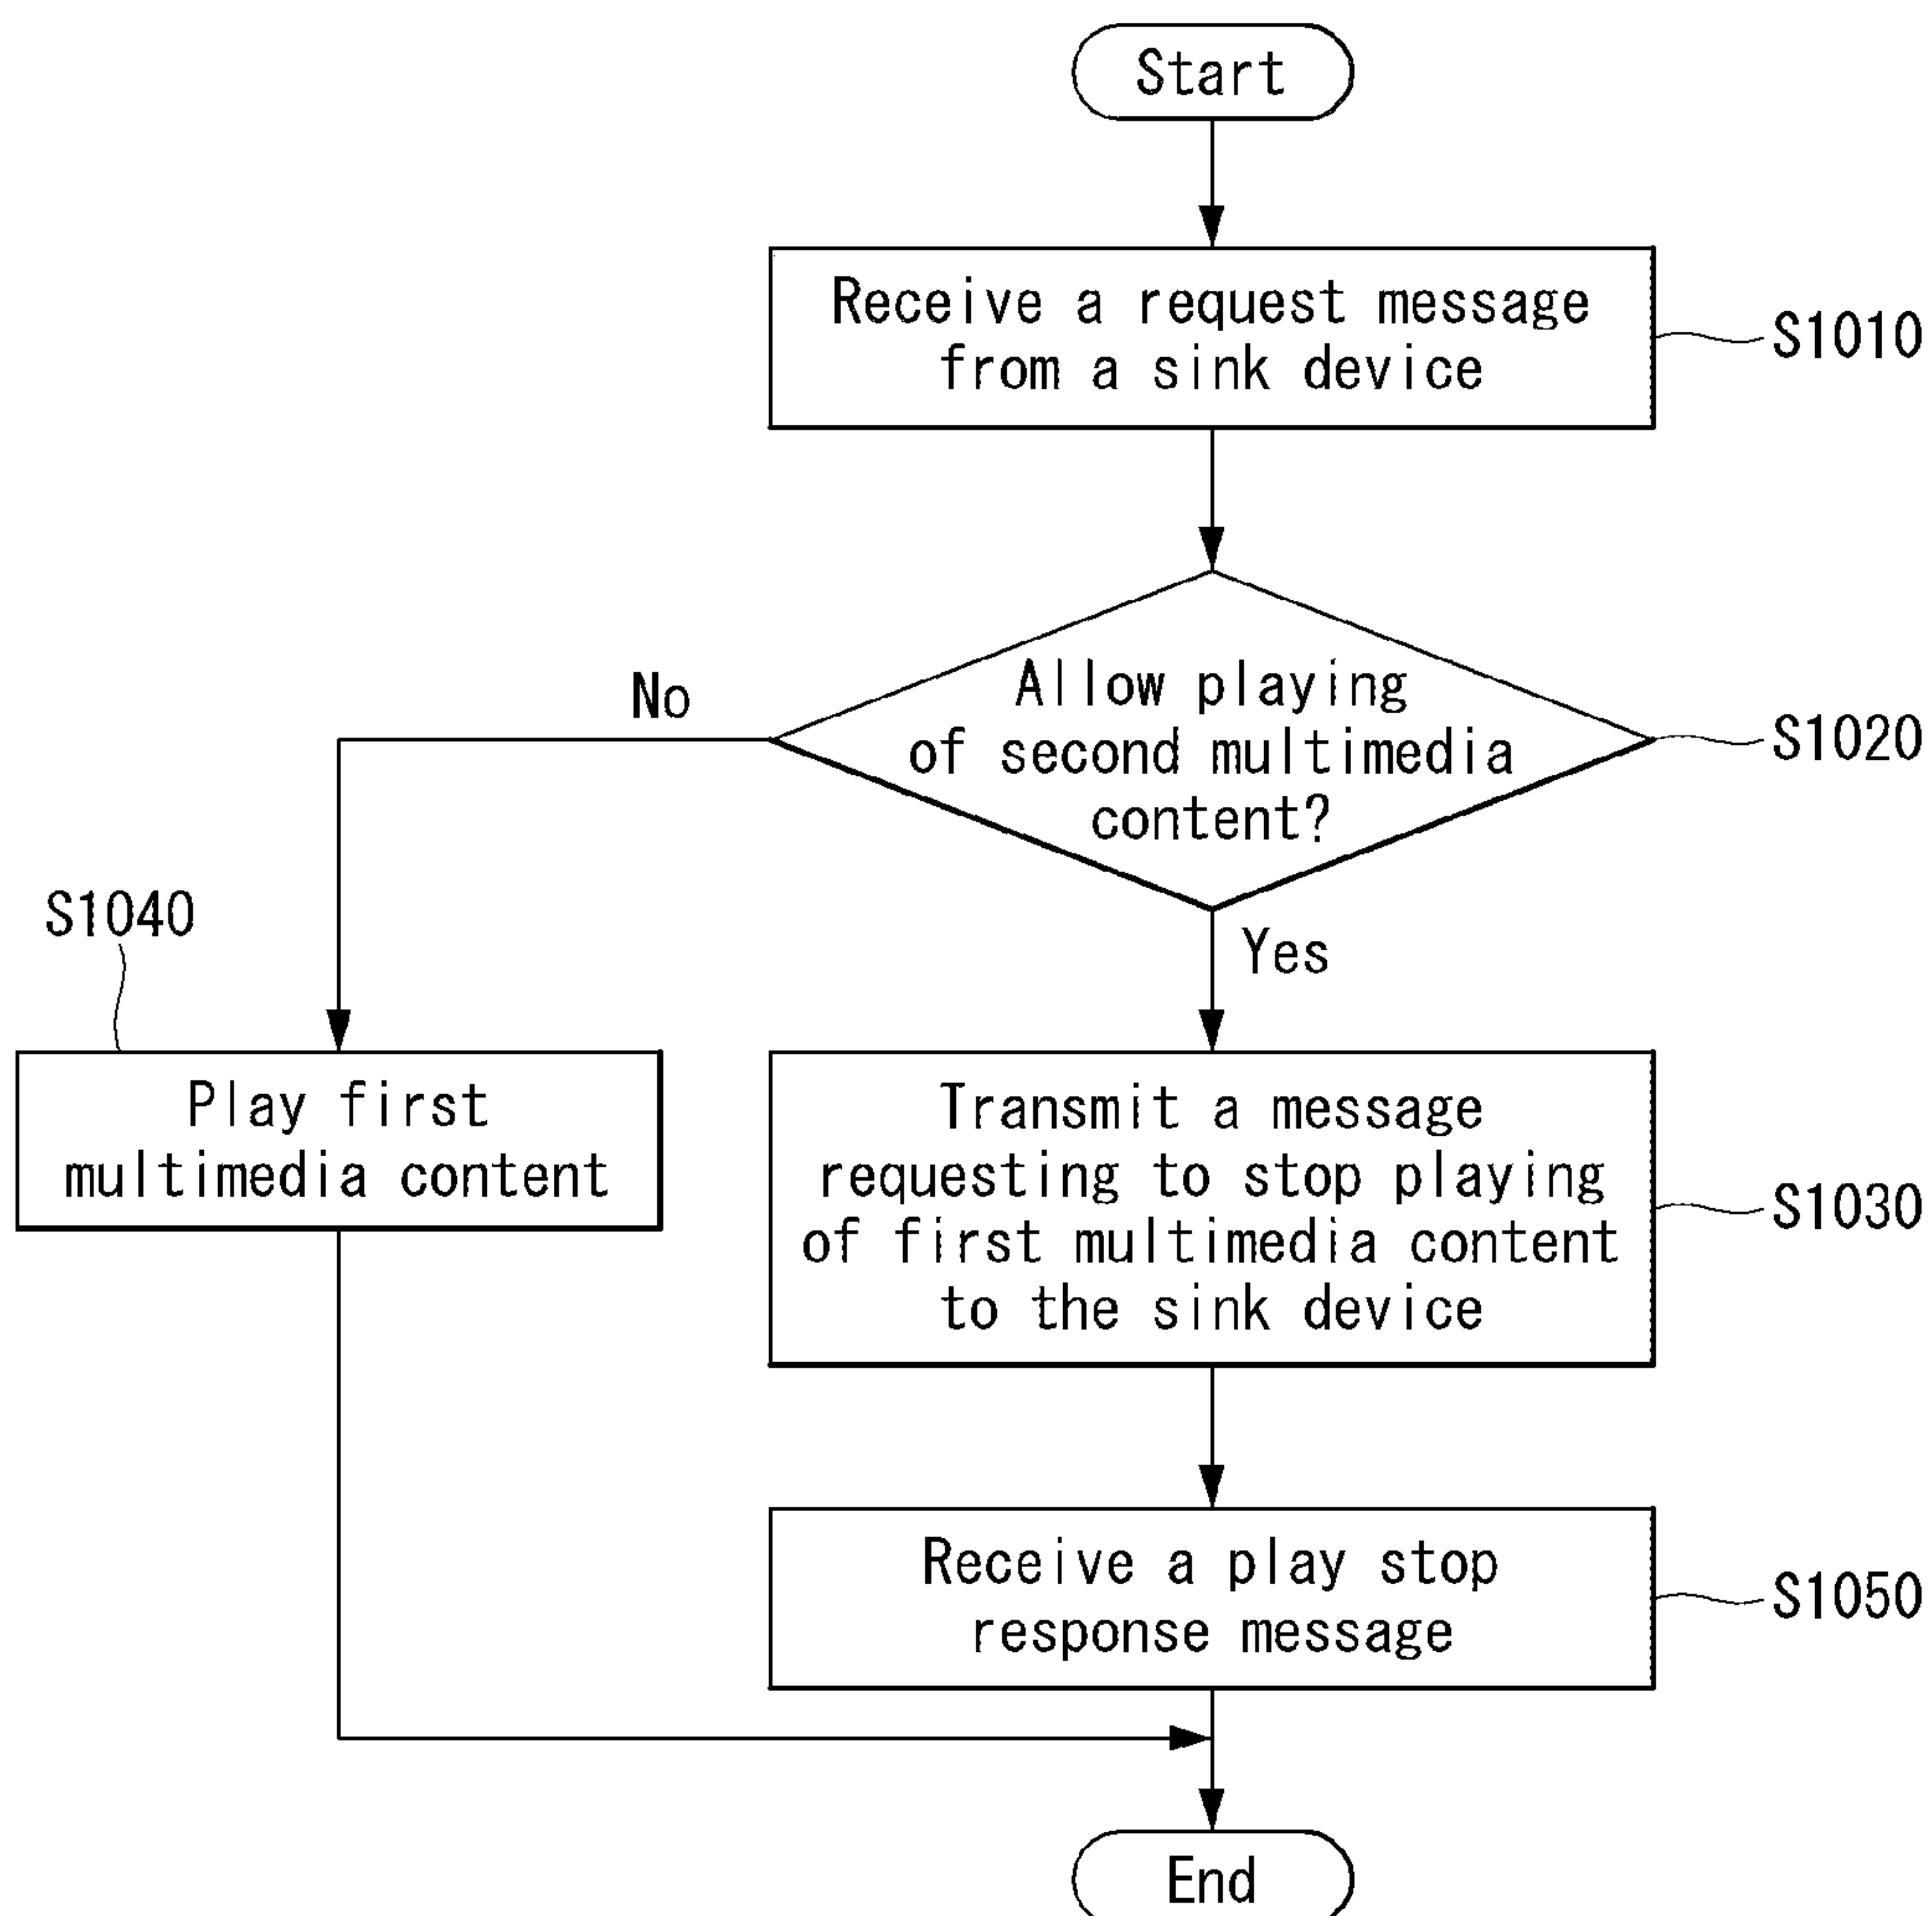 Start
Receive a request message
from a sink device
S1010
Allow playing
of second multimedia
content?
S1020
No
Yes
S1040
Play first
multimedia content
Transmit a message
requesting to stop playing
of first multimedia content
to the sink device
S1030
Receive a play stop
response message
S1050
End